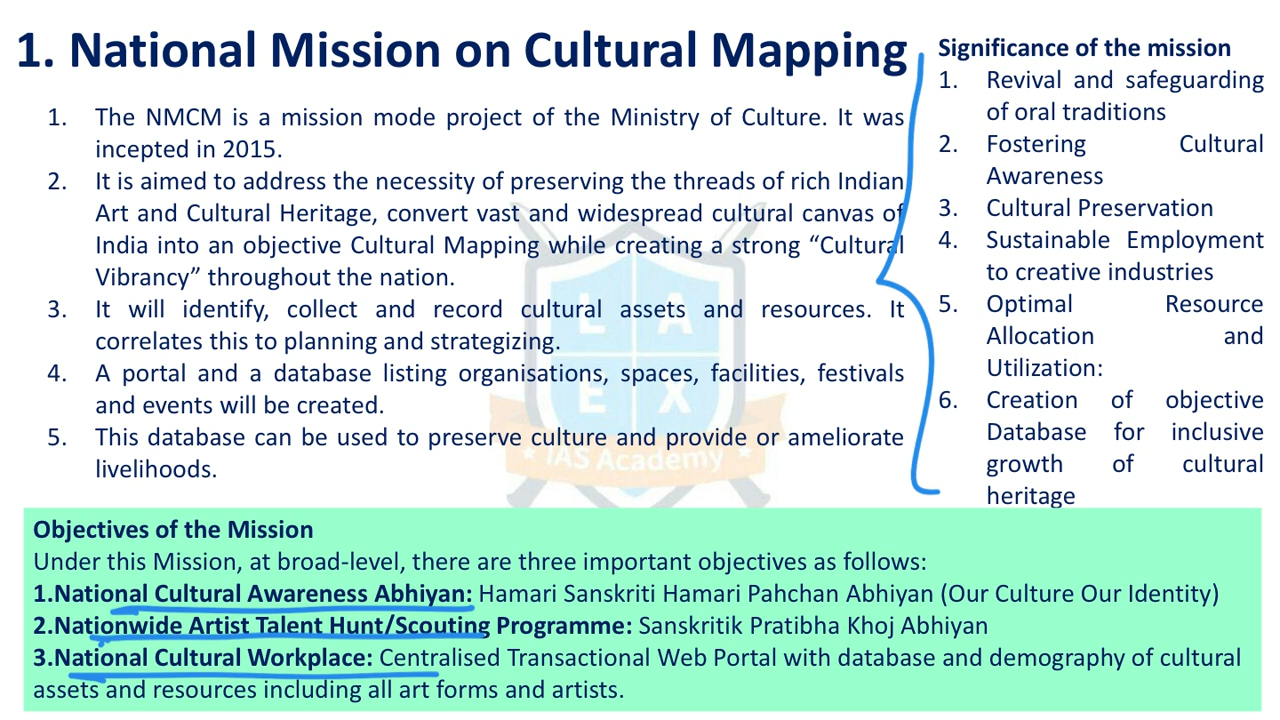 1. National Mission on Cultural Mapping
1. The NMCM is a mission mode project of the Ministry of Culture. It was
incepted in 2015.
2. It is aimed to address the necessity of preserving the threads of rich Indian
Art and Cultural Heritage, convert vast and widespread cultural canvas of
India into an objective Cultural Mapping while creating a strong “Cultural
Vibrancy” throughout the nation.
3. It will identify, collect and record cultural assets and resources. It
correlates this to planning and strategizing.
4. A portal and a database listing organisations, spaces, facilities, festivals
and events will be created.
5. This database can be used to preserve culture and provide or ameliorate
livelihoods.
L A
E X
IAS Academy
Significance of the mission
1. Revival and safeguarding
of oral traditions
2. Fostering Cultural
Awareness
3. Cultural Preservation
4. Sustainable Employment
to creative industries
5. Optimal Resource
Allocation and
Utilization:
6. Creation of objective
Database for inclusive
growth of cultural
heritage
Objectives of the Mission
Under this Mission, at broad-level, there are three important objectives as follows:
1.National Cultural Awareness Abhiyan: Hamari Sanskriti Hamari Pahchan Abhiyan (Our Culture Our Identity)
2.Nationwide Artist Talent Hunt/Scouting Programme: Sanskritik Pratibha Khoj Abhiyan
3.National Cultural Workplace: Centralised Transactional Web Portal with database and demography of cultural
assets and resources including all art forms and artists.